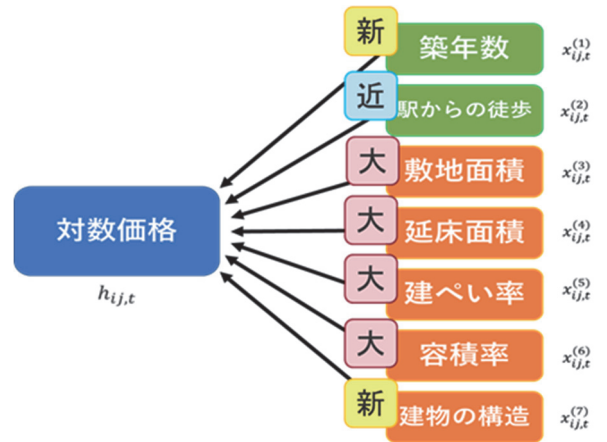 新
築年数
x_{ij,t}^{(1)}
近
駅からの徒歩
x_{ij,t}^{(2)}
大
敷地面積
x_{ij,t}^{(3)}
大
延床面積
x_{ij,t}^{(4)}
対数価格
h_{ij,t}
大
建ぺい率
x_{ij,t}^{(5)}
大
容積率
x_{ij,t}^{(6)}
新
建物の構造
x_{ij,t}^{(7)}